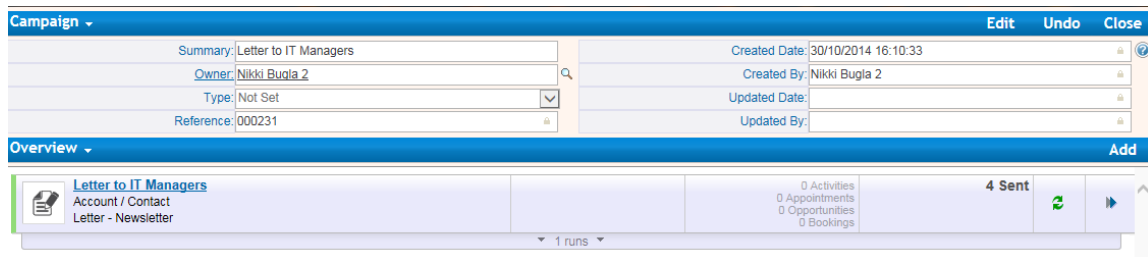 Campaign Edit Undo Close
Summary: Letter to IT Managers Created Date: 30/10/2014 16:10:33
Owner: Nikki Bugla 2 Created By: Nikki Bugla 2
Type: Not Set Updated Date:
Reference: 000231 Updated By:
Overview Add
Letter to IT Managers 0 Activities 4 Sent
Account / Contact 0 Appointments
Letter - Newsletter 0 Opportunities
0 Bookings
1 runs